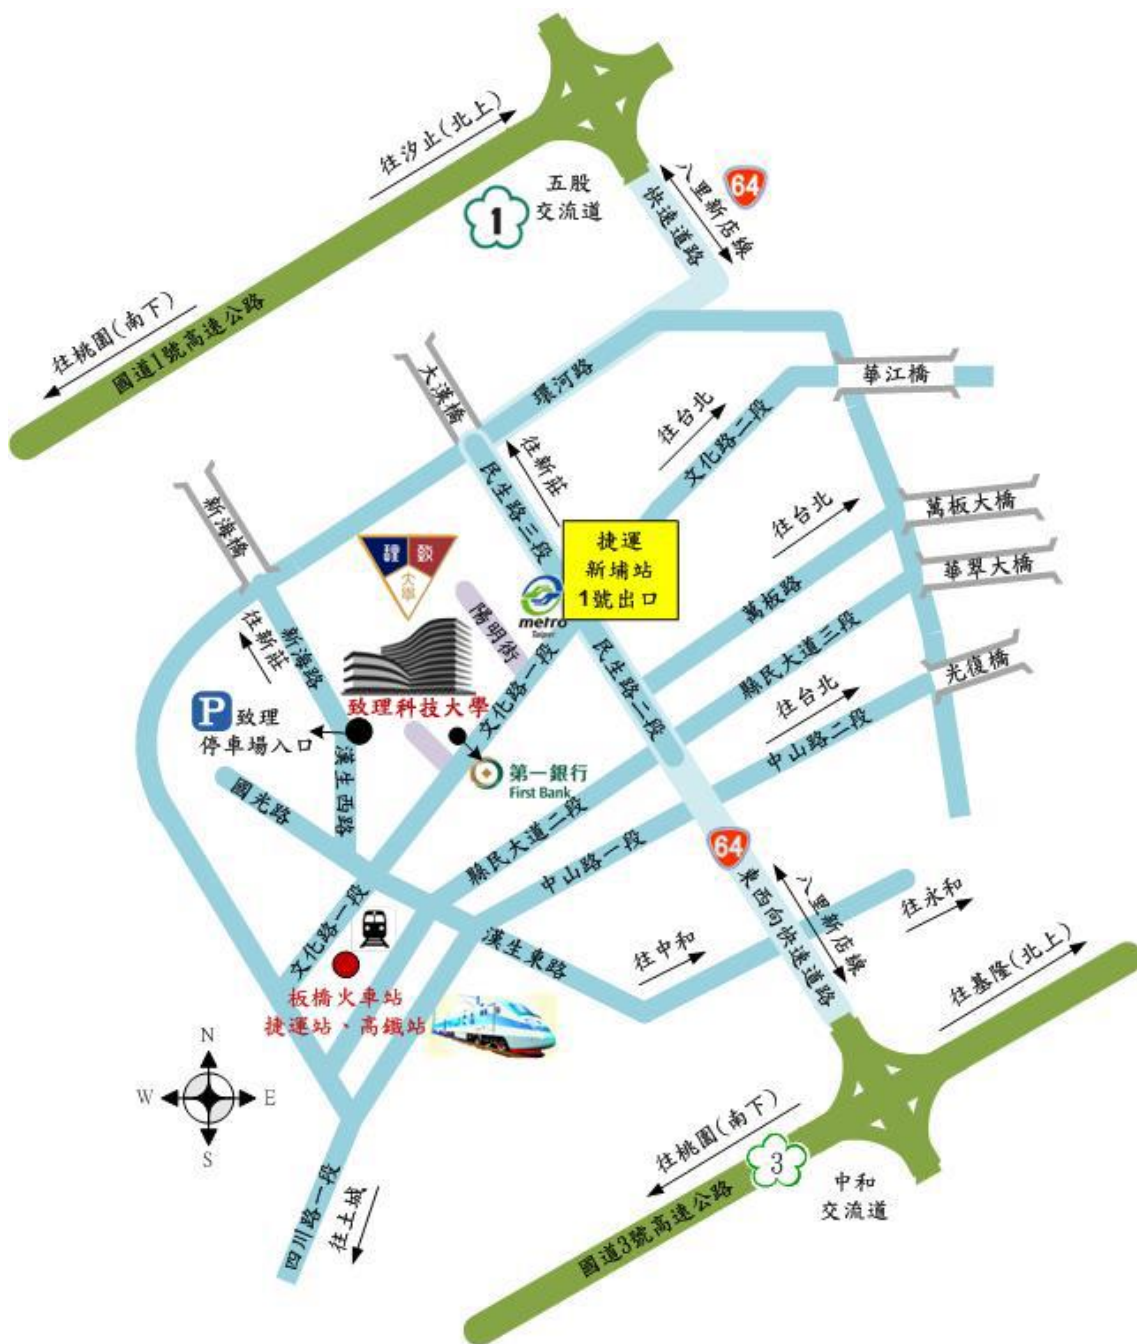 往汐止(北上)
五股
交流道
1
64
八里新店線
快速道路
往桃園(南下)
國道1號高速公路
大漢橋
環河路
華江橋
往台北
文化路二段
往新莊
民生路三段
新海橋
萬板大橋
往台北
華翠大橋
捷運
新埔站
1號出口
理 致
大學
metro
Taipei
陽明街
萬板路
縣民大道三段
光復橋
往新莊
新海路
文化路一段
民生路二段
往台北
中山路二段
致理科技大學
P 致理
停車場入口
漢生西路
第一銀行
First Bank
國光路
縣民大道二段
中山路一段
64
東西向快速道路
八里新店線
往永和
文化路一段
漢生東路
往中和
往基隆(北上)
板橋火車站
捷運站、高鐵站
N
W E
S
往桃園(南下)
3
中和
交流道
國道3號高速公路
四川路一段
往土城